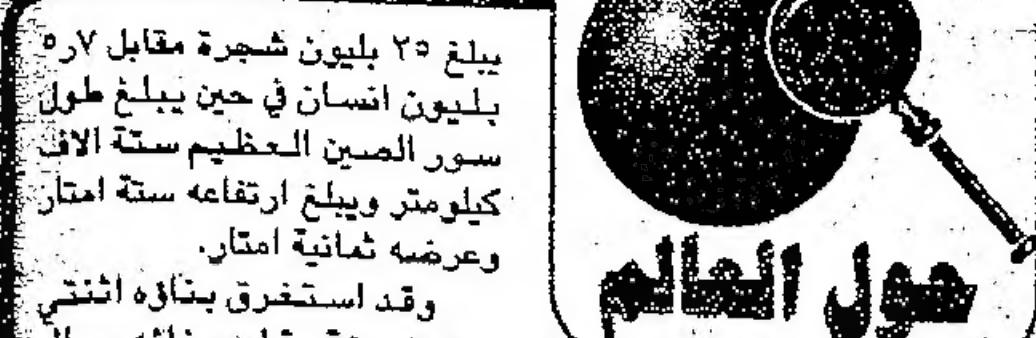 حول العالم
يبلغ ٢٥ بليون شجرة مقابل ٧ر٥
بليون انسان في حين يبلغ طول
سور الصين العظيم ستة الاف
كيلومتر ويبلغ ارتفاعه ستة امتار
وعرضه ثمانية امتار.
وقد استغرق بناؤه اثنتي